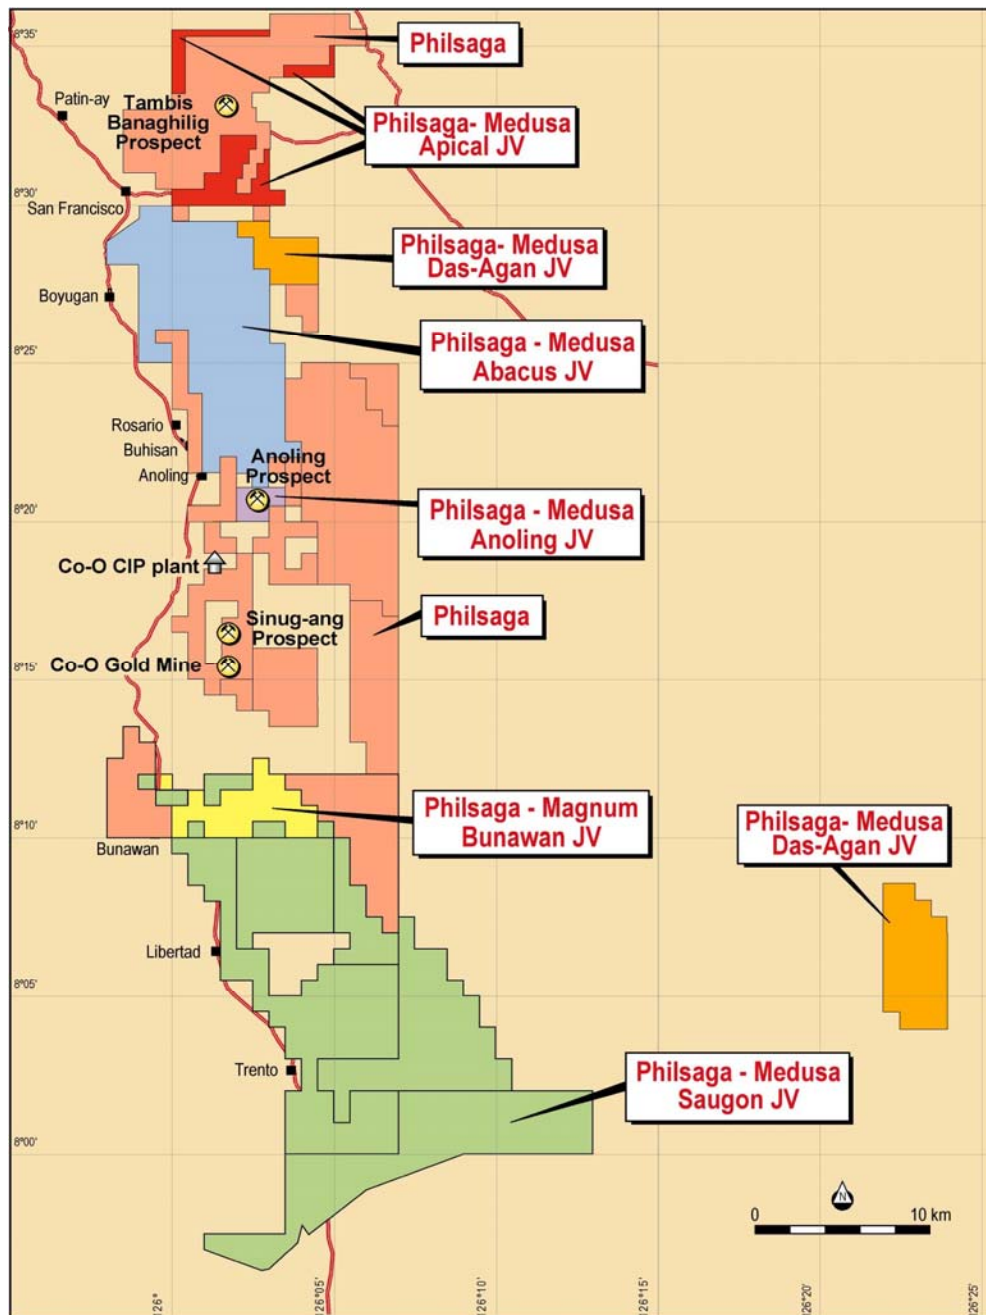 8°35'
Philsaga
Patin-ay
Tambis
Banaghilig
Prospect
Philsaga- Medusa
Apical JV
8°30'
San Francisco
Philsaga- Medusa
Das-Agan JV
Boyugan
Philsaga - Medusa
Abacus JV
8°25'
Rosario
Buhisan
Anoling
Anoling
Prospect
8°20'
Philsaga - Medusa
Anoling JV
Co-O CIP plant
Philsaga
Sinug-ang
Prospect
Co-O Gold Mine
8°15'
Philsaga - Magnum
Bunawan JV
Philsaga- Medusa
Das-Agan JV
8°10'
Bunawan
Libertad
8°05'
Trento
Philsaga - Medusa
Saugon JV
8°00'
N
0 10 km
126°
126°05'
126°10'
126°15'
126°20'
126°25'